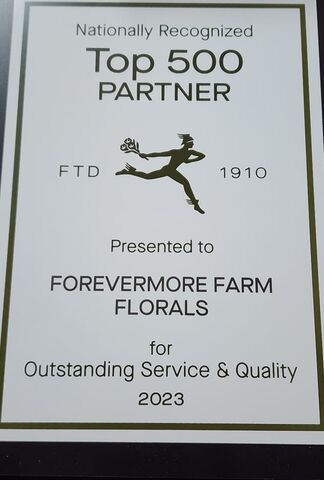 Nationally Recognized
Top 500
PARTNER
FTD 1910
Presented to
FOREVERMORE FARM
FLORALS
for
Outstanding Service & Quality
2023